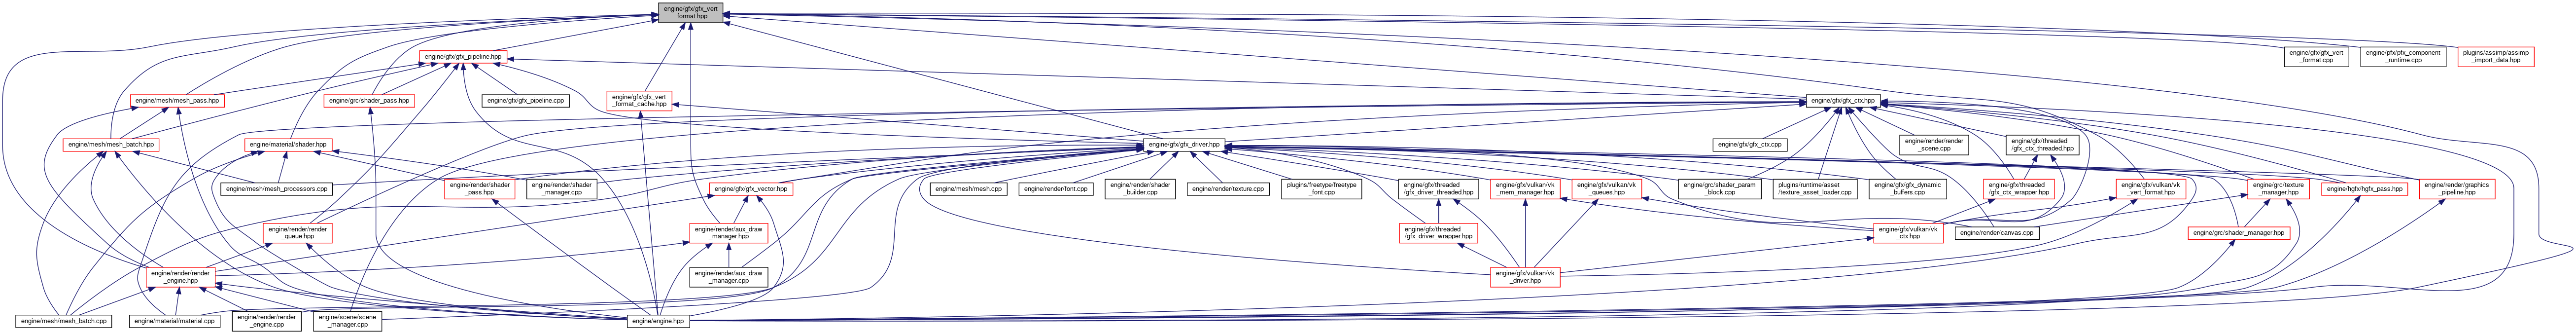 engine/gfx/gfx_vert
_format.hpp
engine/gfx/gfx_pipeline.hpp
engine/gfx/gfx_vert
_format.cpp
engine/pfx/pfx_component
_runtime.cpp
plugins/assimp/assimp
_import_data.hpp
engine/mesh/mesh_pass.hpp
engine/grc/shader_pass.hpp
engine/gfx/gfx_pipeline.cpp
engine/gfx/gfx_vert
_format_cache.hpp
engine/gfx/gfx_ctx.hpp
engine/mesh/mesh_batch.hpp
engine/material/shader.hpp
engine/gfx/gfx_driver.hpp
engine/gfx/gfx_ctx.cpp
engine/render/render
_scene.cpp
engine/gfx/threaded
/gfx_ctx_threaded.hpp
engine/mesh/mesh_processors.cpp
engine/render/shader
_pass.hpp
engine/render/shader
_manager.cpp
engine/gfx/gfx_vector.hpp
engine/mesh/mesh.cpp
engine/render/font.cpp
engine/render/shader
_builder.cpp
engine/render/texture.cpp
plugins/freetype/freetype
_font.cpp
engine/gfx/threaded
/gfx_driver_threaded.hpp
engine/gfx/vulkan/vk
_mem_manager.hpp
engine/gfx/vulkan/vk
_queues.hpp
engine/grc/shader_param
_block.cpp
plugins/runtime/asset
/texture_asset_loader.cpp
engine/gfx/gfx_dynamic
_buffers.cpp
engine/gfx/threaded
/gfx_ctx_wrapper.hpp
engine/gfx/vulkan/vk
_vert_format.hpp
engine/grc/texture
_manager.hpp
engine/hgfx/hgfx_pass.hpp
engine/render/graphics
_pipeline.hpp
engine/render/render
_queue.hpp
engine/render/aux_draw
_manager.hpp
engine/gfx/threaded
/gfx_driver_wrapper.hpp
engine/gfx/vulkan/vk
_ctx.hpp
engine/render/canvas.cpp
engine/grc/shader_manager.hpp
engine/render/render
_engine.hpp
engine/render/aux_draw
_manager.cpp
engine/gfx/vulkan/vk
_driver.hpp
engine/mesh/mesh_batch.cpp
engine/material/material.cpp
engine/render/render
_engine.cpp
engine/scene/scene
_manager.cpp
engine/engine.hpp